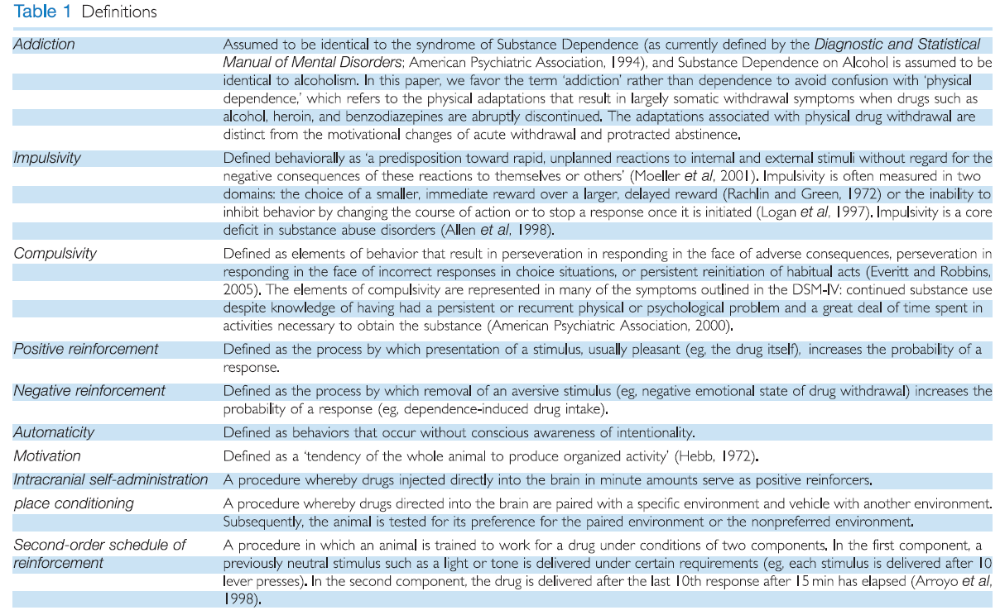 Table 1 Definitions
Addiction Assumed to be identical to the syndrome of Substance Dependence (as currently defined by the Diagnostic and Statistical
Manual of Mental Disorders; American Psychiatric Association, 1994), and Substance Dependence on Alcohol is assumed to be
identical to alcoholism. In this paper, we favor the term ‘addiction’ rather than dependence to avoid confusion with ‘physical
dependence,’ which refers to the physical adaptations that result in largely somatic withdrawal symptoms when drugs such as
alcohol, heroin, and benzodiazepines are abruptly discontinued. The adaptations associated with physical drug withdrawal are
distinct from the motivational changes of acute withdrawal and protracted abstinence.
Impulsivity Defined behaviorally as ‘a predisposition toward rapid, unplanned reactions to internal and external stimuli without regard for the
negative consequences of these reactions to themselves or others’ (Moeller et al, 2001). Impulsivity is often measured in two
domains: the choice of a smaller, immediate reward over a larger, delayed reward (Rachlin and Green, 1972) or the inability to
inhibit behavior by changing the course of action or to stop a response once it is initiated (Logan et al, 1997). Impulsivity is a core
deficit in substance abuse disorders (Allen et al, 1998).
Compulsivity Defined as elements of behavior that result in perseveration in responding in the face of adverse consequences, perseveration in
responding in the face of incorrect responses in choice situations, or persistent reinitiation of habitual acts (Everitt and Robbins,
2005). The elements of compulsivity are represented in many of the symptoms outlined in the DSM-IV: continued substance use
despite knowledge of having had a persistent or recurrent physical or psychological problem and a great deal of time spent in
activities necessary to obtain the substance (American Psychiatric Association, 2000).
Positive reinforcement Defined as the process by which presentation of a stimulus, usually pleasant (eg, the drug itself), increases the probability of a
response.
Negative reinforcement Defined as the process by which removal of an aversive stimulus (eg, negative emotional state of drug withdrawal) increases the
probability of a response (eg, dependence-induced drug intake).
Automaticity Defined as behaviors that occur without conscious awareness of intentionality.
Motivation Defined as a ‘tendency of the whole animal to produce organized activity’ (Hebb, 1972).
Intracranial self-administration A procedure whereby drugs injected directly into the brain in minute amounts serve as positive reinforcers.
place conditioning A procedure whereby drugs directed into the brain are paired with a specific environment and vehicle with another environment.
Subsequently, the animal is tested for its preference for the paired environment or the nonpreferred environment.
Second-order schedule of A procedure in which an animal is trained to work for a drug under conditions of two components. In the first component, a
reinforcement previously neutral stimulus such as a light or tone is delivered under certain requirements (eg, each stimulus is delivered after 10
lever presses). In the second component, the drug is delivered after the last 10th response after 15 min has elapsed (Arroyo et al,
1998).